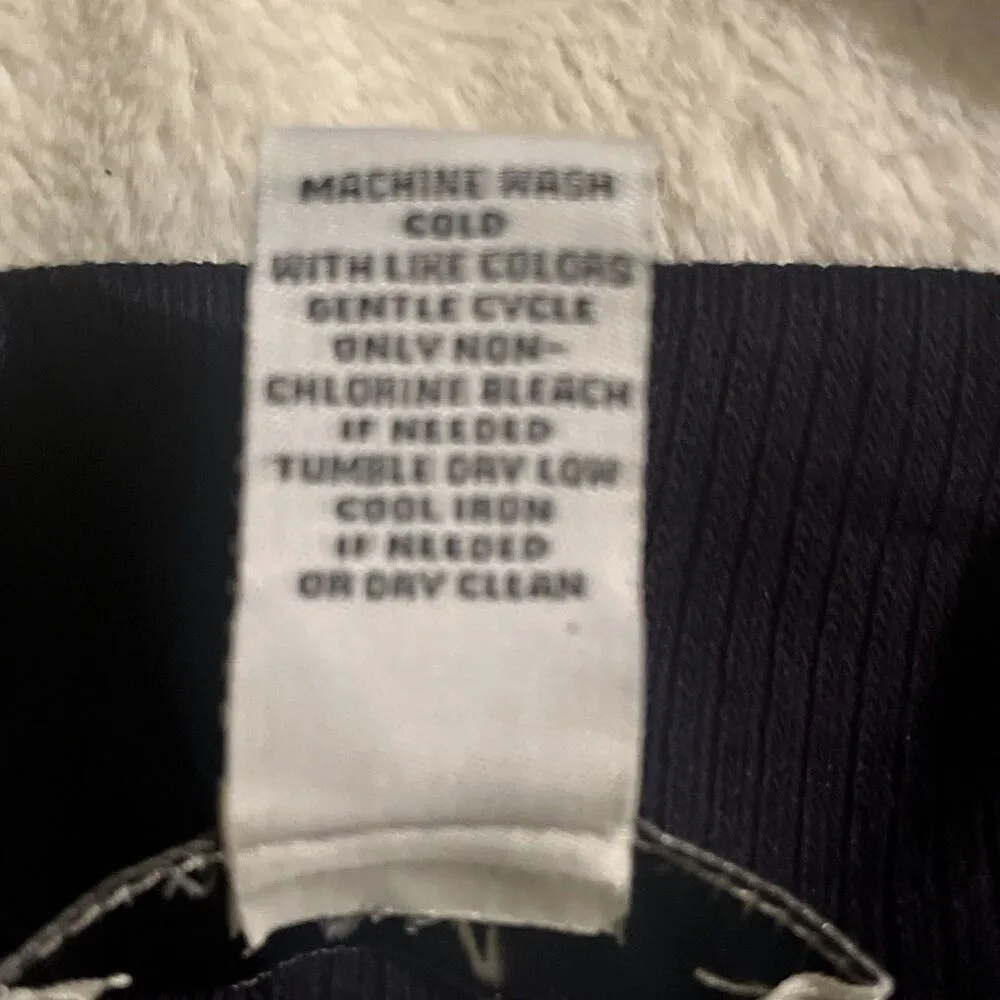 MACHINE WASH
COLD
WITH LIKE COLORS
GENTLE CYCLE
ONLY NON-
CHLORINE BLEACH
IF NEEDED
TUMBLE DRY LOW
COOL IRON
IF NEEDED
OR DRY CLEAN